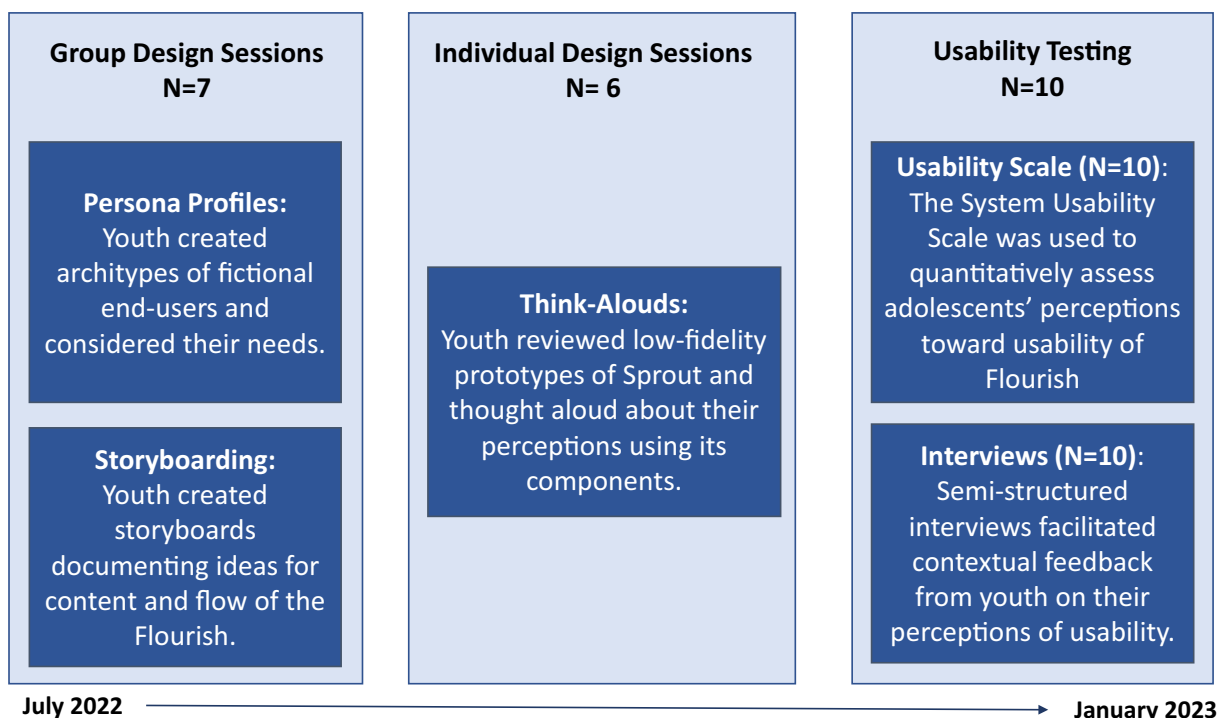 Group Design Sessions
N=7
Persona Profiles:
Youth created
architypes of fictional
end-users and
considered their needs.
Storyboarding:
Youth created
storyboards
documenting ideas for
content and flow of the
Flourish.
Individual Design Sessions
N= 6
Think-Alouds:
Youth reviewed low-fidelity
prototypes of Sprout and
thought aloud about their
perceptions using its
components.
Usability Testing
N=10
Usability Scale (N=10):
The System Usability
Scale was used to
quantitatively assess
adolescents’ perceptions
toward usability of
Flourish
Interviews (N=10):
Semi-structured
interviews facilitated
contextual feedback
from youth on their
perceptions of usability.
July 2022
January 2023